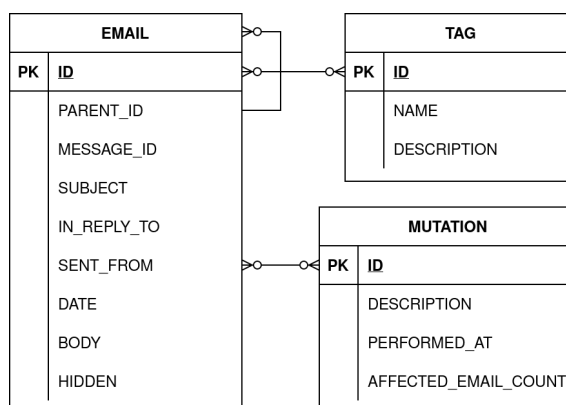 EMAIL
PK ID
PARENT_ID
MESSAGE_ID
SUBJECT
IN_REPLY_TO
SENT_FROM
DATE
BODY
HIDDEN
TAG
PK ID
NAME
DESCRIPTION
MUTATION
PK ID
DESCRIPTION
PERFORMED_AT
AFFECTED_EMAIL_COUNT